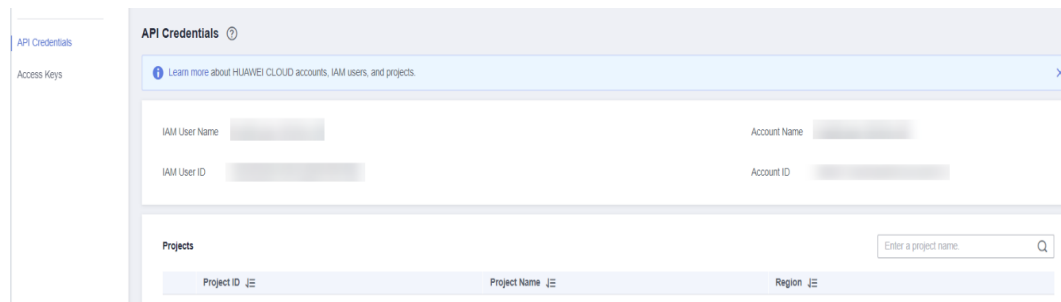 API Credentials
Access Keys
API Credentials ?
Learn more about HUAWEI CLOUD accounts, IAM users, and projects.
IAM User Name
Account Name
IAM User ID
Account ID
Projects
Enter a project name.
Project ID
Project Name
Region